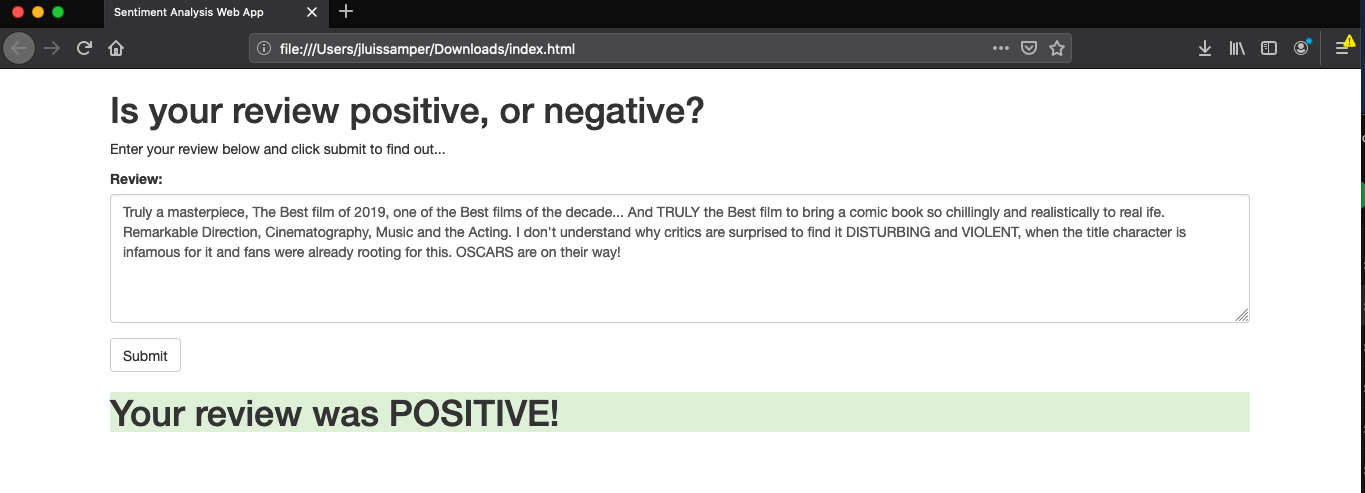 Sentiment Analysis Web App
file:///Users/jluissamper/Downloads/index.html
Is your review positive, or negative?
Enter your review below and click submit to find out...
Review:
Truly a masterpiece, The Best film of 2019, one of the Best films of the decade... And TRULY the Best film to bring a comic book so chillingly and realistically to real ife.
Remarkable Direction, Cinematography, Music and the Acting. I don't understand why critics are surprised to find it DISTURBING and VIOLENT, when the title character is
infamous for it and fans were already rooting for this. OSCARS are on their way!
Submit
Your review was POSITIVE!